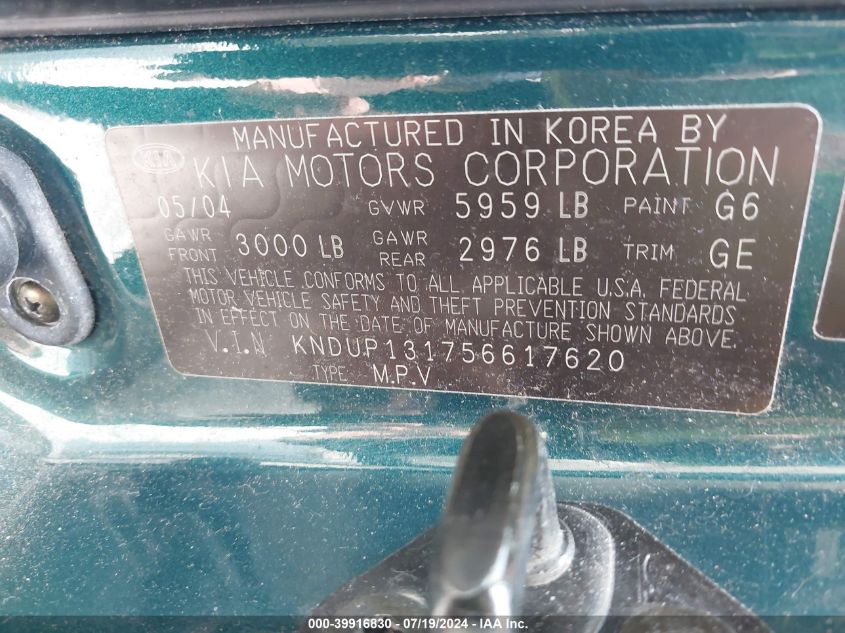 MANUFACTURED IN KOREA BY
KIA KIA MOTORS CORPORATION
05/04 GVWR 5959 LB PAINT G6
GAWR FRONT 3000 LB GAWR REAR 2976 LB TRIM GE
THIS VEHICLE CONFORMS TO ALL APPLICABLE U.S.A. FEDERAL
MOTOR VEHICLE SAFETY AND THEFT PREVENTION STANDARDS
IN EFFECT ON THE DATE OF MANUFACTURE SHOWN ABOVE.
V.I.N KNDUP131756617620
TYPE M.P.V
000-39916830 - 07/19/2024 - IAA Inc.